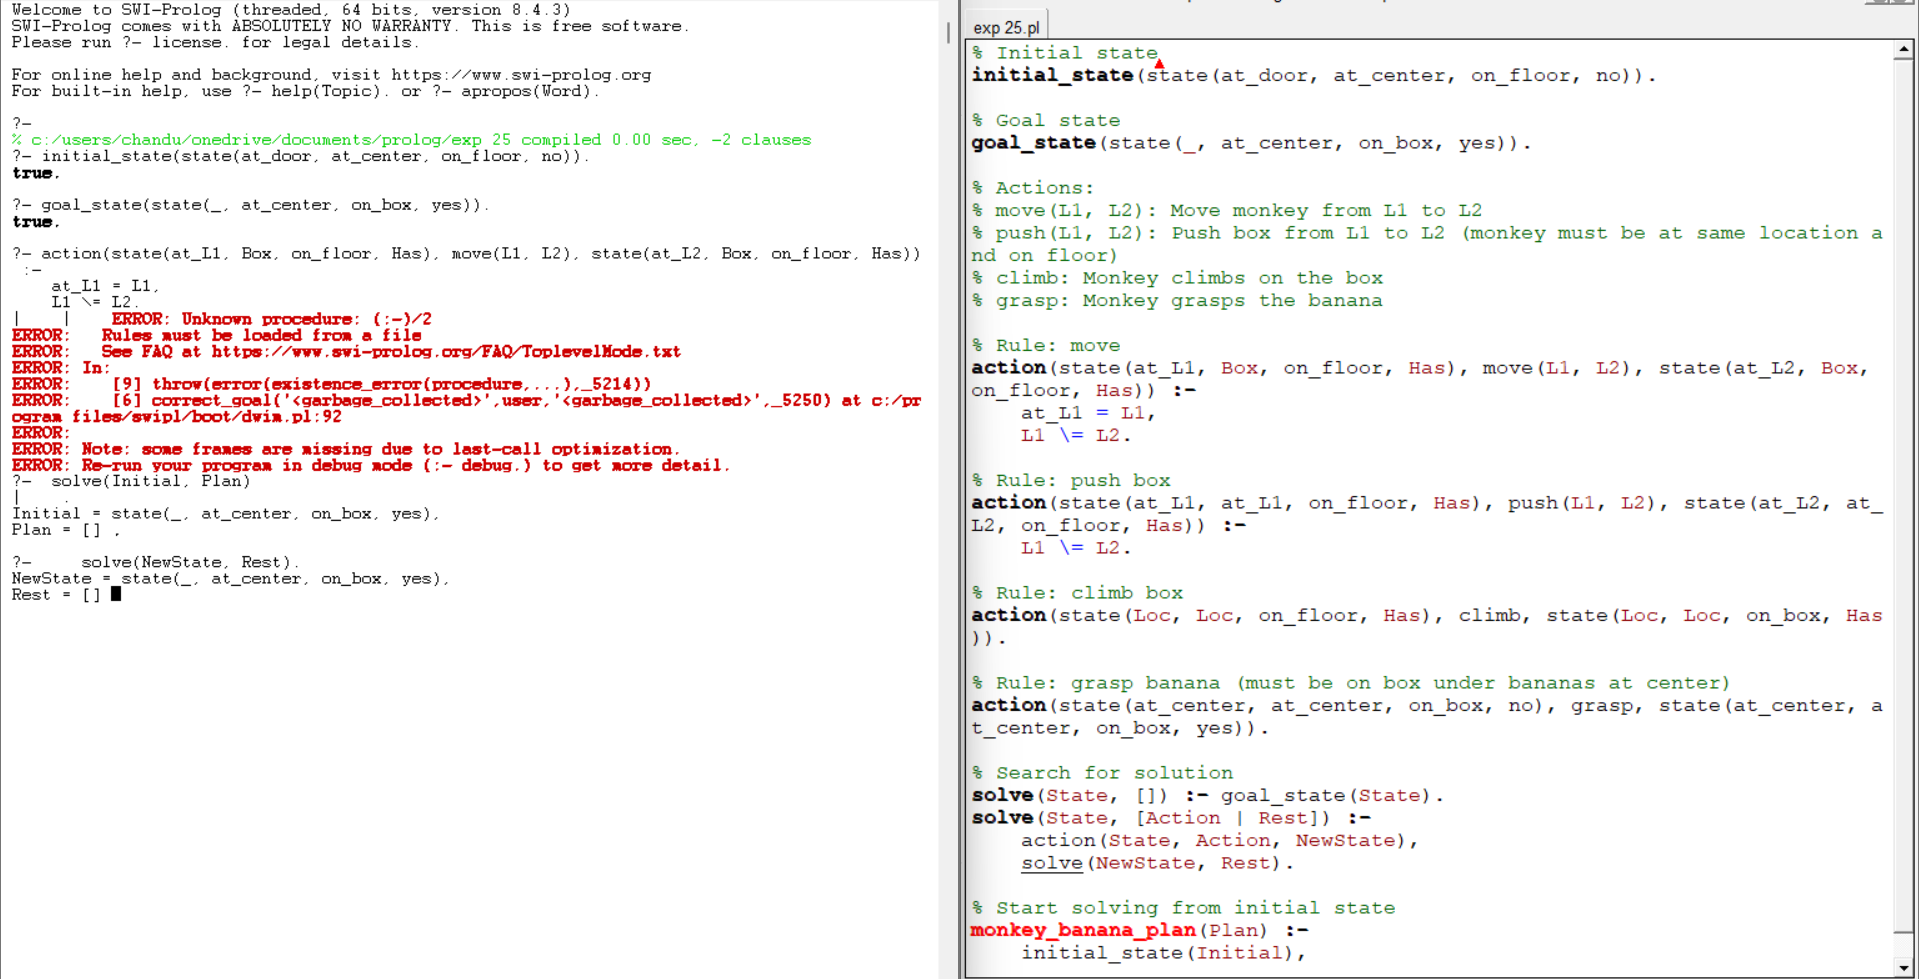 Welcome to SWI-Prolog (threaded, 64 bits, version 8.4.3)
SWI-Prolog comes with ABSOLUTELY NO WARRANTY. This is free software.
Please run ?- license. for legal details.
For online help and background, visit https://www.swi-prolog.org
For built-in help, use ?- help(Topic). or ?- apropos(Word).
?-
% c:/users/chandu/onedrive/documents/prolog/exp 25 compiled 0.00 sec, -2 clauses
?- initial_state(state(at_door, at_center, on_floor, no)).
true.
?- goal_state(state(_, at_center, on_box, yes)).
true.
?- action(state(at_L1, Box, on_floor, Has), move(L1, L2), state(at_L2, Box, on_floor, Has))
:-
at_L1 = L1,
L1 \= L2.
|    |    ERROR: Unknown procedure: (:-)/2
ERROR:   Rules must be loaded from a file
ERROR:   See FAQ at https://www.swi-prolog.org/FAQ/ToplevelMode.txt
ERROR: In:
ERROR:    [9] throw(error(existence_error(procedure,...),_5214))
ERROR:    [6] correct_goal('<garbage_collected>',user,'<garbage_collected>',_5250) at c:/pr
ogram files/swipl/boot/dwim.pl:92
ERROR:
ERROR: Note: some frames are missing due to last-call optimization.
ERROR: Re-run your program in debug mode (:- debug.) to get more detail.
?-  solve(Initial, Plan)
|    .
Initial = state(_, at_center, on_box, yes),
Plan = [] .
?-     solve(NewState, Rest).
NewState = state(_, at_center, on_box, yes),
Rest = []
exp 25.pl
% Initial state
initial_state(state(at_door, at_center, on_floor, no)).
% Goal state
goal_state(state(_, at_center, on_box, yes)).
% Actions:
% move(L1, L2): Move monkey from L1 to L2
% push(L1, L2): Push box from L1 to L2 (monkey must be at same location a
nd on floor)
% climb: Monkey climbs on the box
% grasp: Monkey grasps the banana
% Rule: move
action(state(at_L1, Box, on_floor, Has), move(L1, L2), state(at_L2, Box,
on_floor, Has)) :-
at_L1 = L1,
L1 \= L2.
% Rule: push box
action(state(at_L1, at_L1, on_floor, Has), push(L1, L2), state(at_L2, at_
L2, on_floor, Has)) :-
L1 \= L2.
% Rule: climb box
action(state(Loc, Loc, on_floor, Has), climb, state(Loc, Loc, on_box, Has
)).
% Rule: grasp banana (must be on box under bananas at center)
action(state(at_center, at_center, on_box, no), grasp, state(at_center, a
t_center, on_box, yes)).
% Search for solution
solve(State, []) :- goal_state(State).
solve(State, [Action | Rest]) :-
action(State, Action, NewState),
solve(NewState, Rest).
% Start solving from initial state
monkey_banana_plan(Plan) :-
initial_state(Initial),